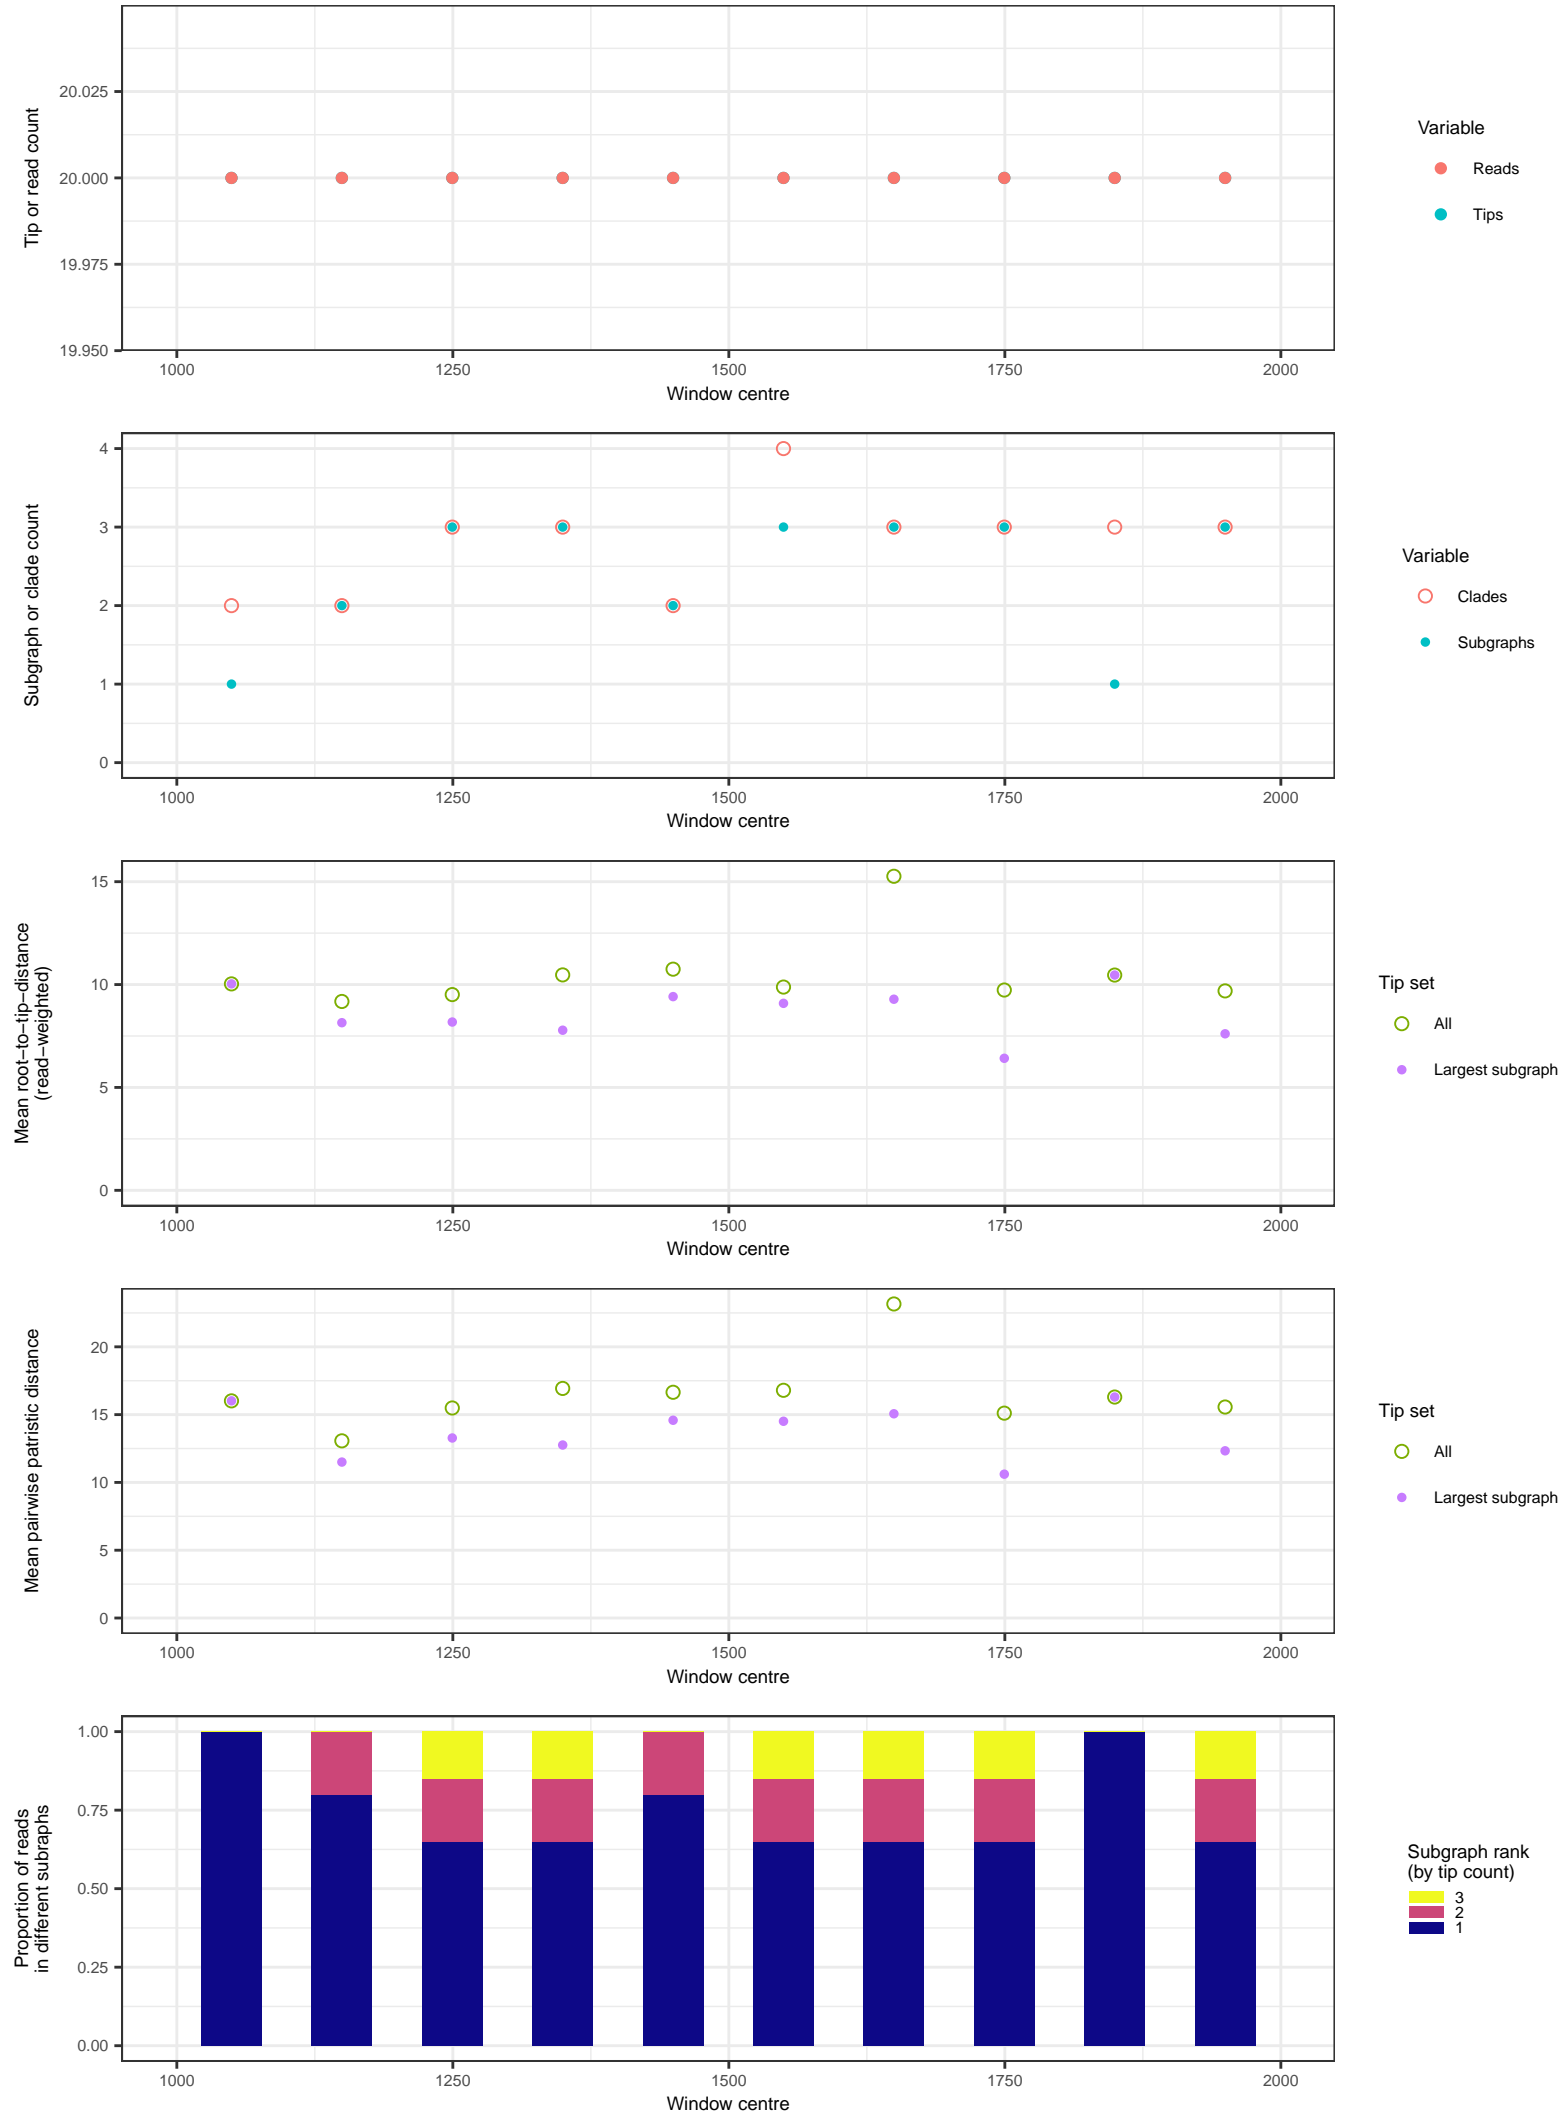 20.025
20.000
19.975
19.950
Tip or read count
1000 1250 1500 1750 2000
Window centre
Variable
Reads
Tips
4
3
2
1
0
Subgraph or clade count
1000 1250 1500 1750 2000
Window centre
Variable
Clades
Subgraphs
15
10
5
0
Mean root−to−tip−distance
(read−weighted)
1000 1250 1500 1750 2000
Window centre
Tip set
All
Largest subgraph
20
15
10
5
0
Mean pairwise patristic distance
1000 1250 1500 1750 2000
Window centre
Tip set
All
Largest subgraph
1.00
0.75
0.50
0.25
0.00
Proportion of reads
in different subraphs
1000 1250 1500 1750 2000
Window centre
Subgraph rank
(by tip count)
3
2
1